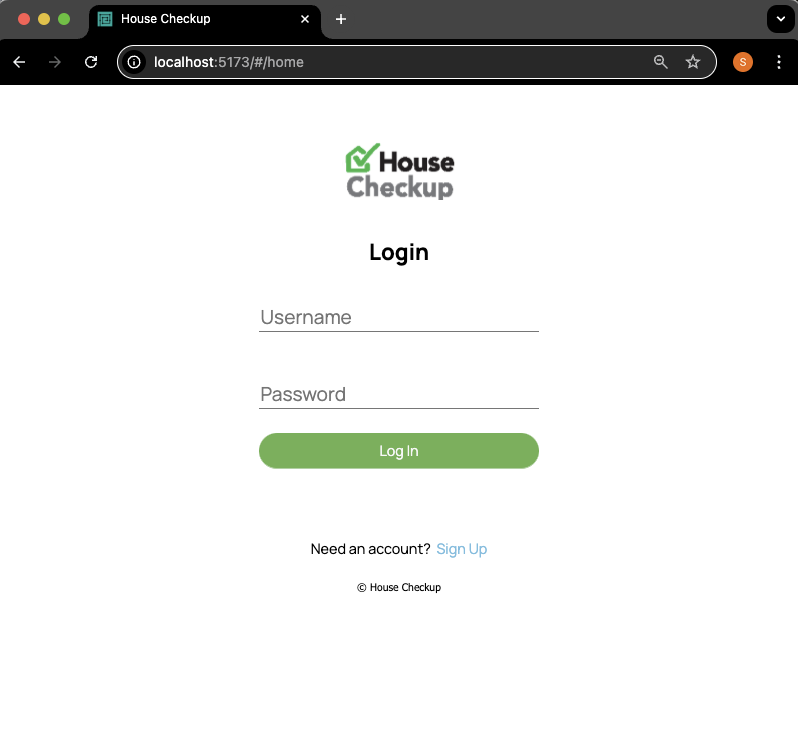 House Checkup
localhost:5173/#/home
S
House
Checkup
Login
Username
Password
Log In
Need an account? Sign Up
© House Checkup